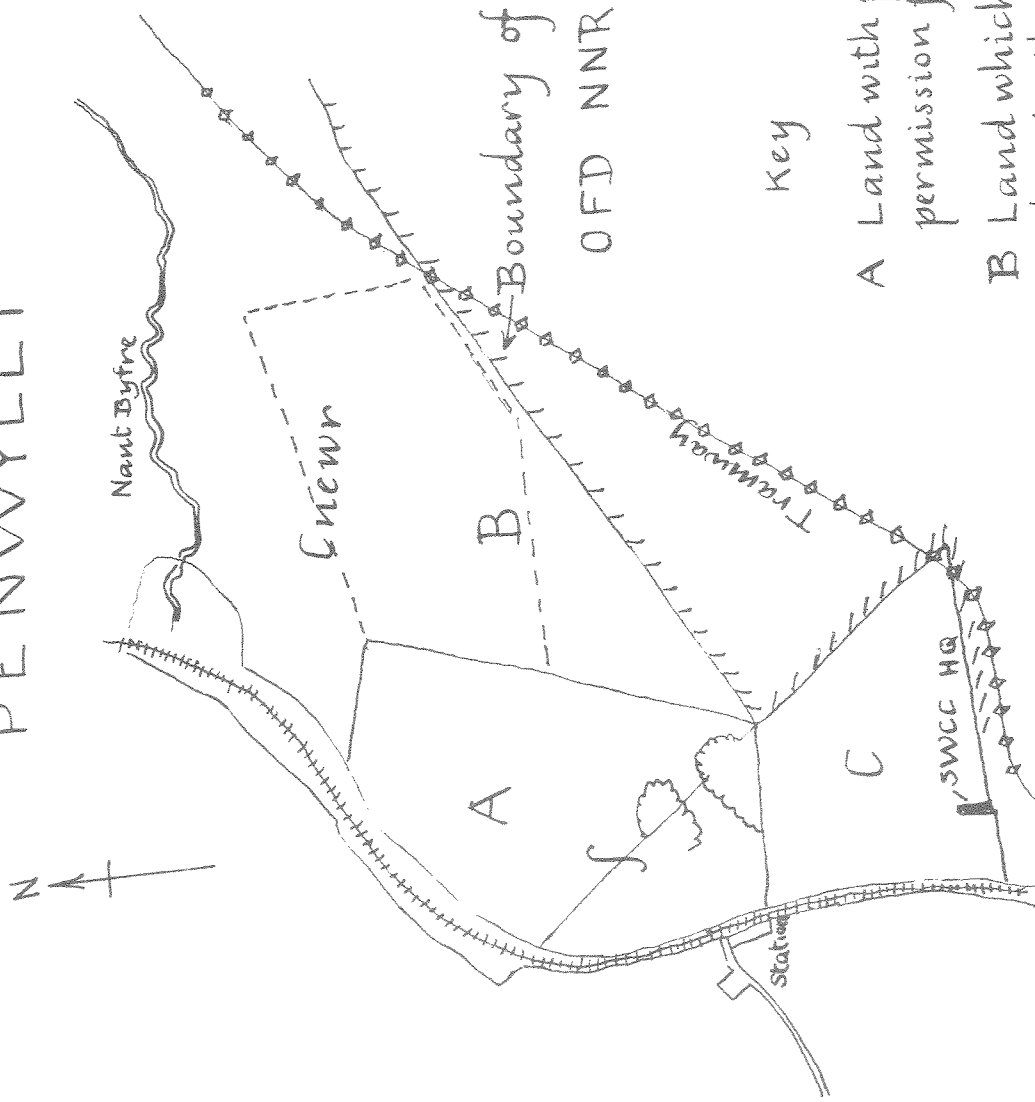 PENWYLLT
N
Nant Byfre
Cnewr
B
A
C
SWCC HQ
Station
Tramway
Boundary of
OFD NNR
Key
A Land with
permission
B Land which